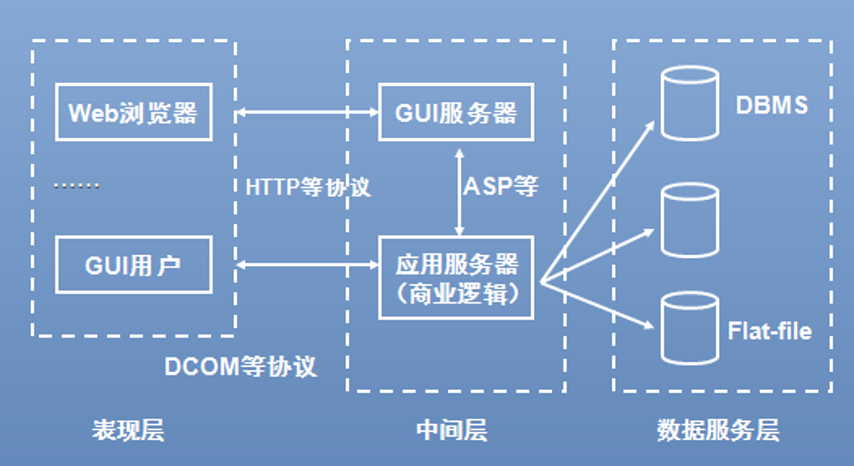 Web浏览器
GUI服务器
DBMS
......
HTTP等协议
ASP等
GUI用户
应用服务器
（商业逻辑）
Flat-file
DCOM等协议
表现层
中间层
数据服务层